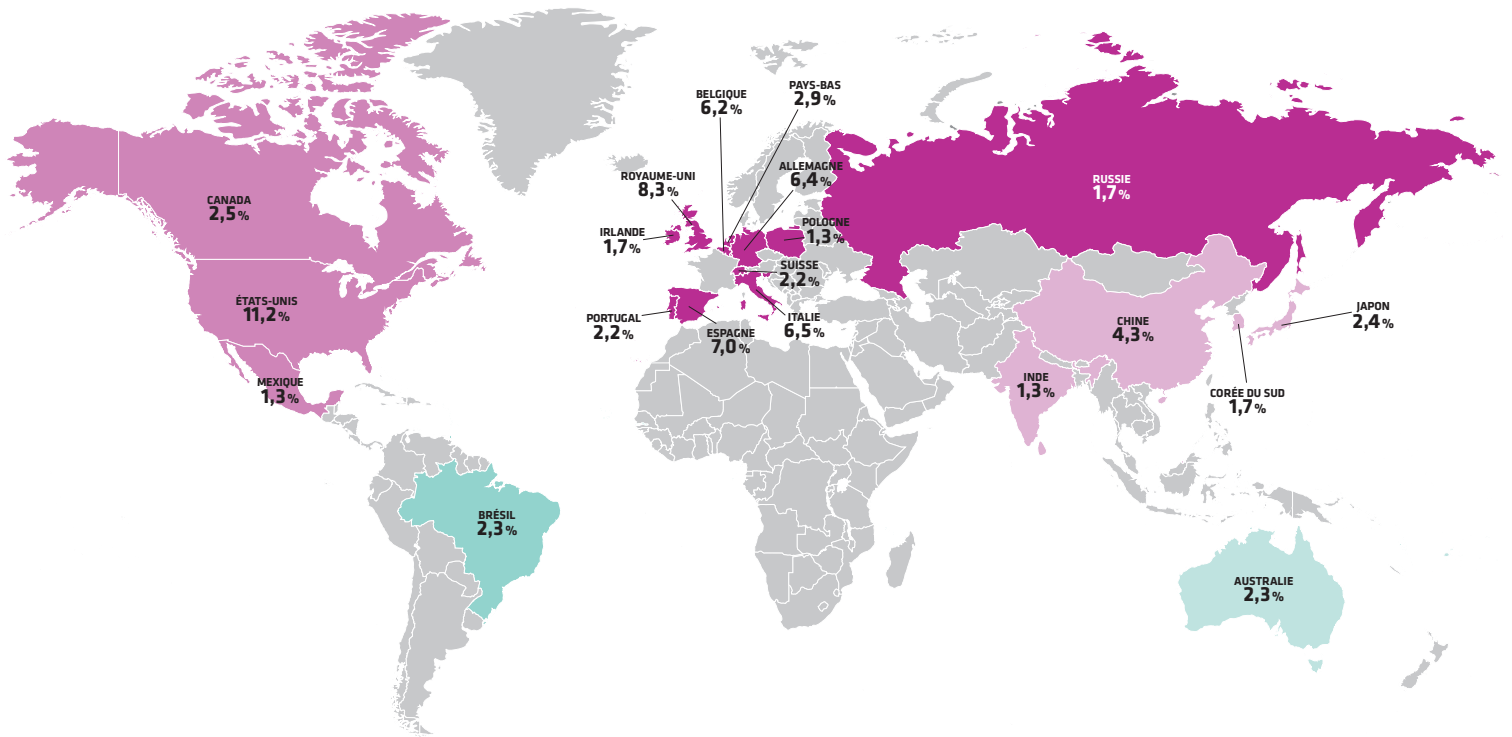 BELGIQUE
6,2 %
PAYS-BAS
2,9 %
ROYAUME-UNI
8,3 %
ALLEMAGNE
6,4 %
RUSSIE
1,7 %
CANADA
2,5 %
IRLANDE
1,7 %
POLOGNE
1,3 %
SUISSE
2,2 %
ÉTATS-UNIS
11,2 %
PORTUGAL
2,2 %
ESPAGNE
7,0 %
ITALIE
6,5 %
CHINE
4,3 %
JAPON
2,4 %
MEXIQUE
1,3 %
INDE
1,3 %
CORÉE DU SUD
1,7 %
BRÉSIL
2,3 %
AUSTRALIE
2,3 %